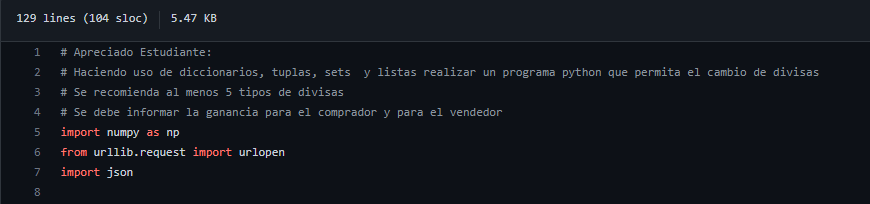 129 lines (104 sloc) 5.47 KB
1 # Apreciado Estudiante:
2 # Haciendo uso de diccionarios, tuplas, sets  y listas realizar un programa python que permita el cambio de divisas
3 # Se recomienda al menos 5 tipos de divisas
4 # Se debe informar la ganancia para el comprador y para el vendedor
5 import numpy as np
6 from urllib.request import urlopen
7 import json
8